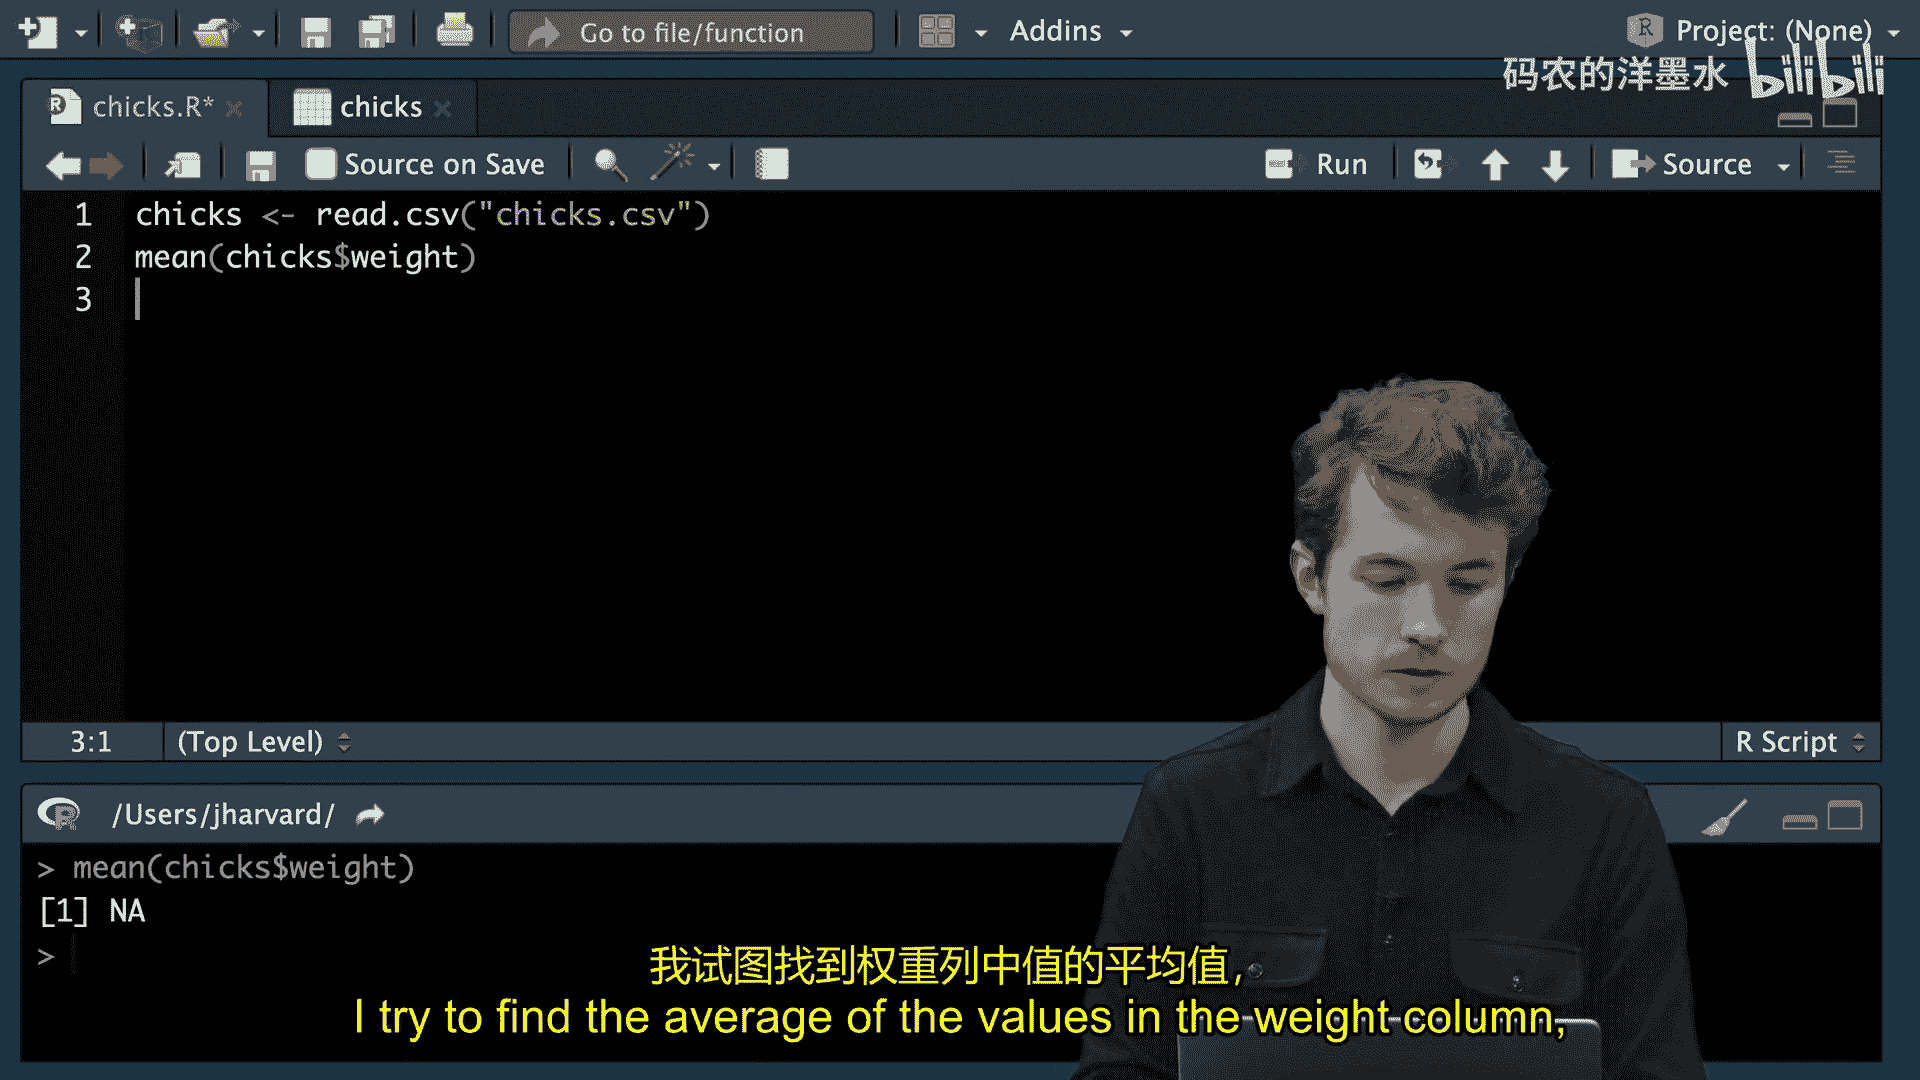 Go to file/function
Addins
Project: (None)
码农的洋墨水 bilibili
chicks.R*
chicks
Source on Save
Run
Source
1 chicks <- read.csv("chicks.csv")
2 mean(chicks$weight)
3
3:1
(Top Level)
R Script
/Users/jharvard/
> mean(chicks$weight)
[1] NA
>
我试图找到权重列中值的平均值，
I try to find the average of the values in the weight column,